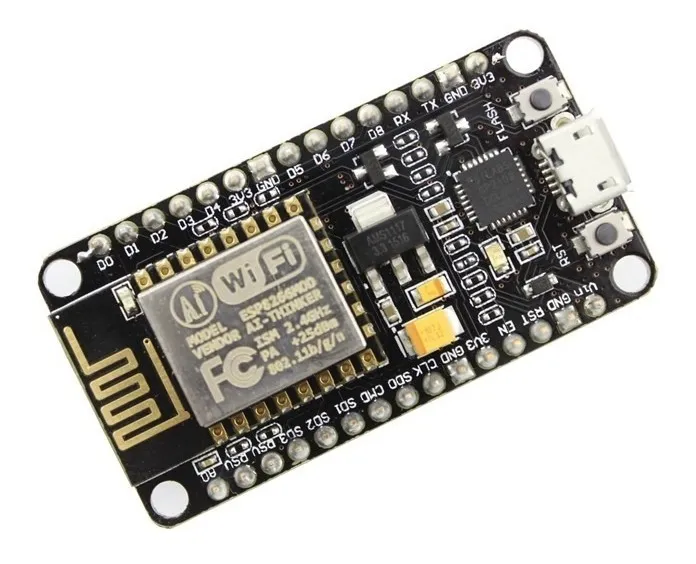 D0 D1 D2 D3 D4 3V3 GND D5 D6 D7 D8 RX TX GND 3V3
FLASH
AMS1117
3.3 1516
Ai
WiFi
MODEL ESP8266MOD
VENDOR AI-THINKER
ISM 2.4GHz
PA +25dBm
802.11b/g/n
FC
RST
A0 RSV RSV SD3 SD2 SD1 CMD SD0 CLK GND 3V3 EN RST GND Vin